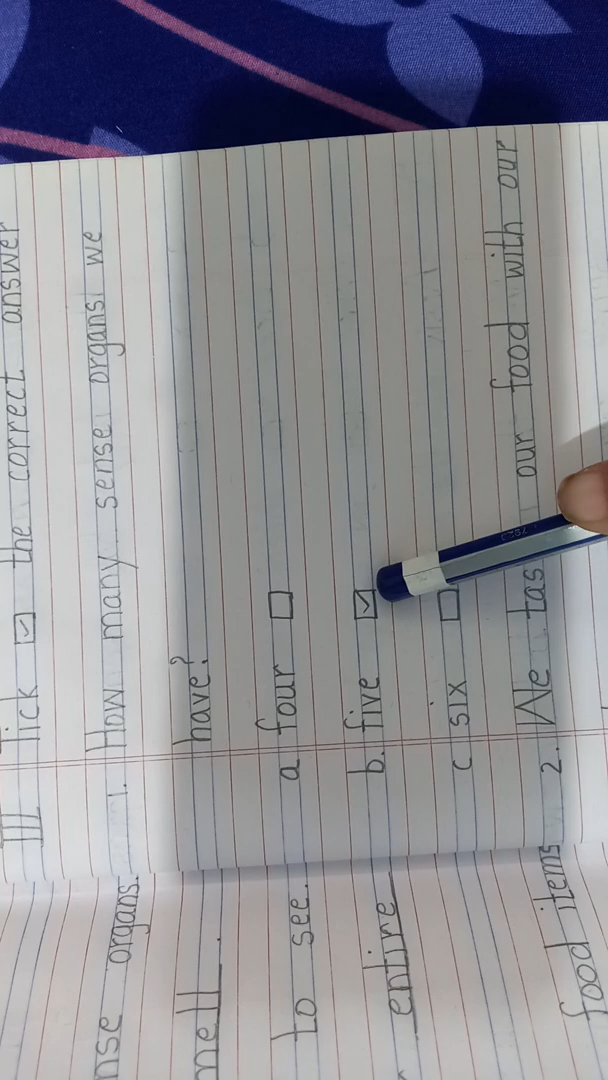 III Tick ☑ the correct answer
1. How many sense organs we
have?
a four ☐
b. five ☑
c six ☐
2. We tas our food with our
nse organs.
mell.
to see.
entire
food items